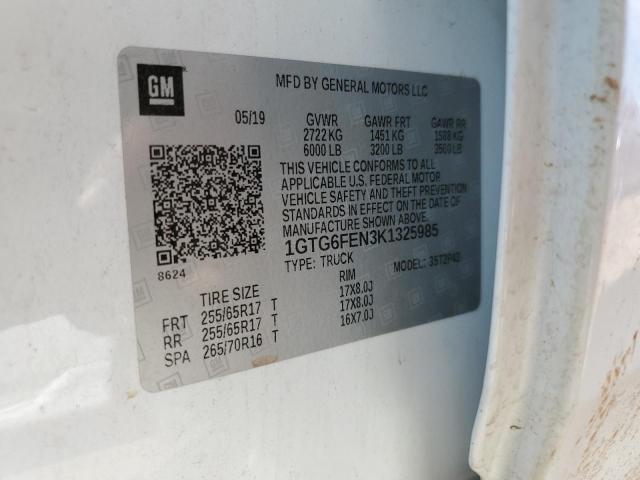 GM
MFD BY GENERAL MOTORS LLC
05/19 GVWR GAWR FRT GAWR RR
2722 KG 1451 KG 1588 KG
6000 LB 3200 LB 3500 LB
THIS VEHICLE CONFORMS TO ALL
APPLICABLE U.S. FEDERAL MOTOR
VEHICLE SAFETY AND THEFT PREVENTION
STANDARDS IN EFFECT ON THE DATE OF
MANUFACTURE SHOWN ABOVE.
1GTG6FEN3K1325985
8624
TYPE: TRUCK MODEL:
TIRE SIZE RIM
FRT 255/65R17 T 17X8.0J
RR 255/65R17 T 17X8.0J
SPA 265/70R16 T 16X7.0J